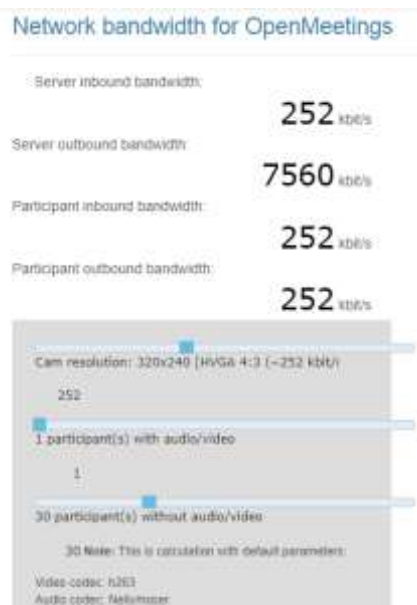 Network bandwidth for OpenMeetings
Server inbound bandwidth:
252 kbit/s
Server outbound bandwidth:
7560 kbit/s
Participant inbound bandwidth:
252 kbit/s
Participant outbound bandwidth:
252 kbit/s
Cam resolution: 320x240 [HVGA 4:3 (~252 kbit/
252
1 participant(s) with audio/video
1
30 participant(s) without audio/video
30 Note: This is calculation with default parameters
Video codec: h263
Audio codec: Nellymoser